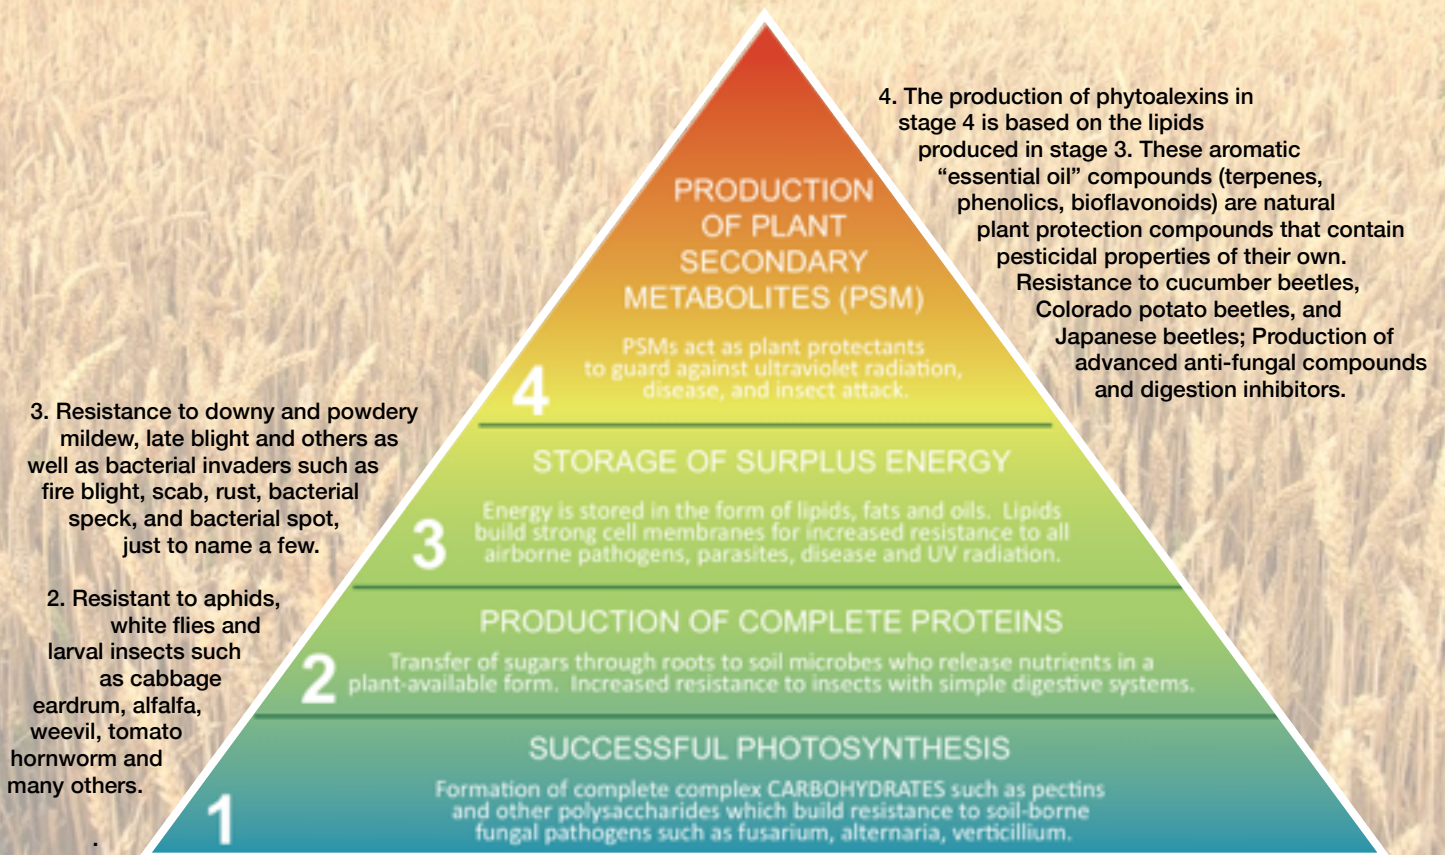 4. The production of phytoalexins in
stage 4 is based on the lipids
produced in stage 3. These aromatic
“essential oil” compounds (terpenes,
phenolics, bioflavonoids) are natural
plant protection compounds that contain
pesticidal properties of their own.
Resistance to cucumber beetles,
Colorado potato beetles, and
Japanese beetles; Production of
advanced anti-fungal compounds
and digestion inhibitors.
PRODUCTION
OF PLANT
SECONDARY
METABOLITES (PSM)
4
PSMs act as plant protectants
to guard against ultraviolet radiation,
disease, and insect attack.
3. Resistance to downy and powdery
mildew, late blight and others as
well as bacterial invaders such as
fire blight, scab, rust, bacterial
speck, and bacterial spot,
just to name a few.
STORAGE OF SURPLUS ENERGY
3
Energy is stored in the form of lipids, fats and oils. Lipids
build strong cell membranes for increased resistance to all
airborne pathogens, parasites, disease and UV radiation.
2. Resistant to aphids,
white flies and
larval insects such
as cabbage
eardrum, alfalfa,
weevil, tomato
hornworm and
many others.
.
PRODUCTION OF COMPLETE PROTEINS
2
Transfer of sugars through roots to soil microbes who release nutrients in a
plant-available form. Increased resistance to insects with simple digestive systems.
SUCCESSFUL PHOTOSYNTHESIS
1
Formation of complete complex CARBOHYDRATES such as pectins
and other polysaccharides which build resistance to soil-borne
fungal pathogens such as fusarium, alternaria, verticillium.